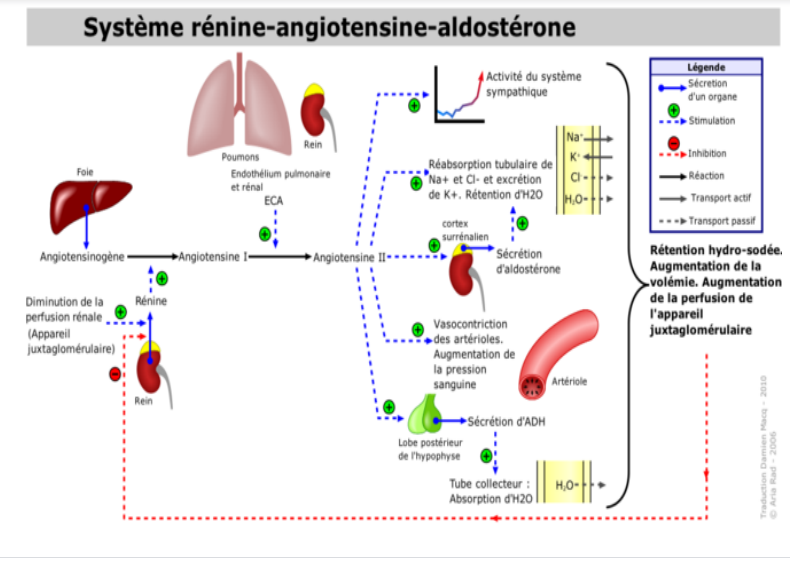 Système rénine-angiotensine-aldostérone
Poumons
Rein
Endothélium pulmonaire
et rénal
ECA
Foie
Angiotensinogène
Angiotensine I
Angiotensine II
Diminution de la
perfusion rénale
(Appareil
juxtaglomérulaire)
Rénine
Rein
Activité du système
sympathique
Réabsorption tubulaire de
Na+ et Cl- et excrétion
de K+. Rétention d'H2O
Na+
K+
Cl-
H₂O
cortex
surrénalien
Sécrétion
d'aldostérone
Vasocontriction
des artérioles.
Augmentation de
la pression
sanguine
Artériole
Lobe postérieur
de l'hypophyse
Sécrétion d'ADH
Tube collecteur :
Absorption d'H2O
H₂O
Légende
Sécrétion
d'un organe
Stimulation
Inhibition
Réaction
Transport actif
Transport passif
Rétention hydro-sodée.
Augmentation de la
volémie. Augmentation
de la perfusion de
l'appareil
juxtaglomérulaire
Traduction Damien Macq - 2010
© Aria Rad - 2006